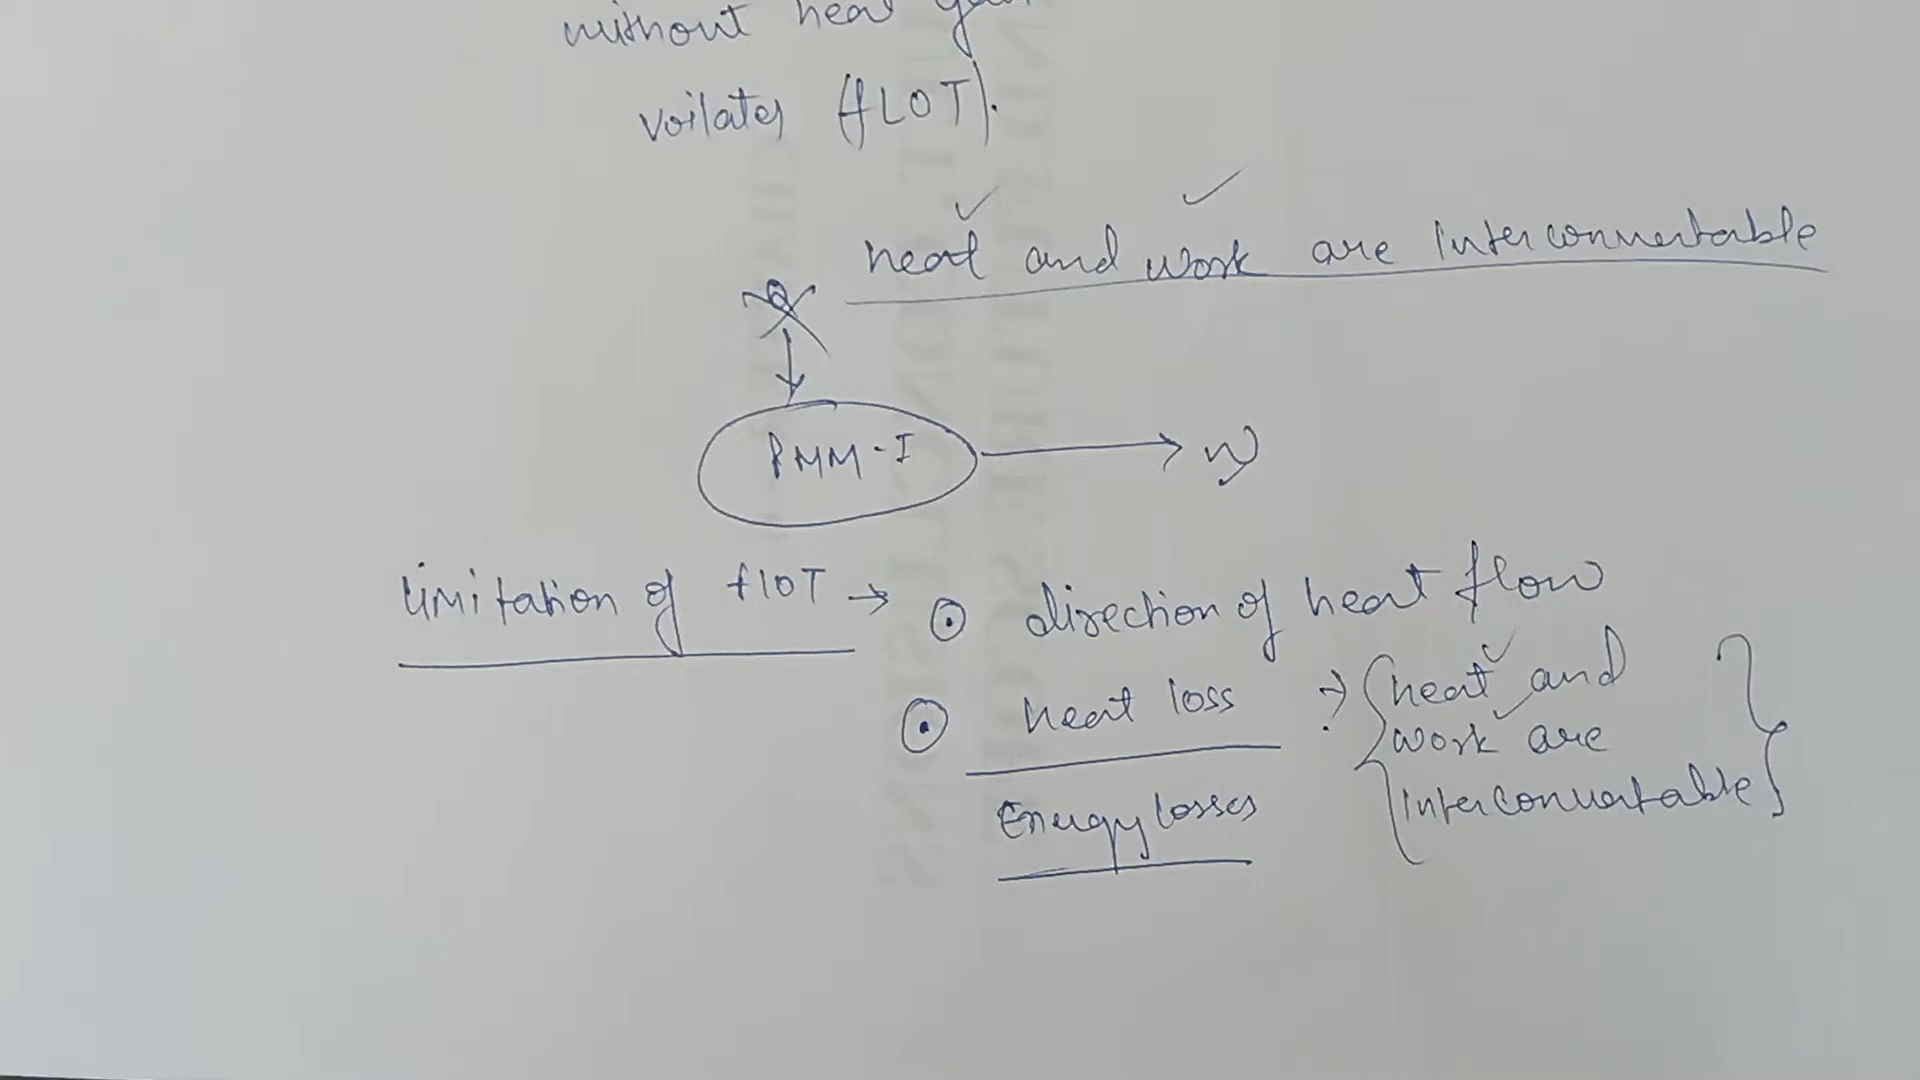 without heat
voilates (fLOT).
heat and work are Interconvertable
Q
PMM-I → W
limitation of fLOT → ⊙ direction of heat flow
⊙ heat loss → {heat and
work are
Interconvertable}
Energy losses